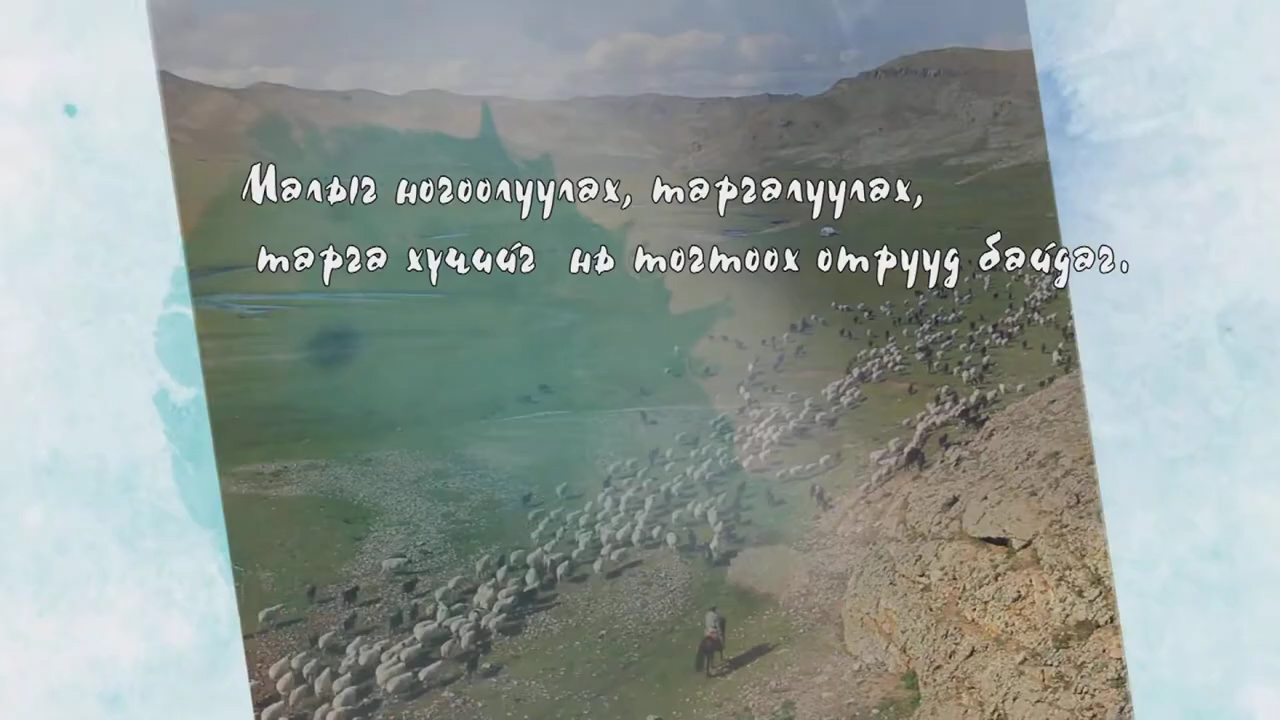 Малыг ногоолуулах, таргалуулах,
тарга хүчийг нь тогтоох отрууд байдаг.